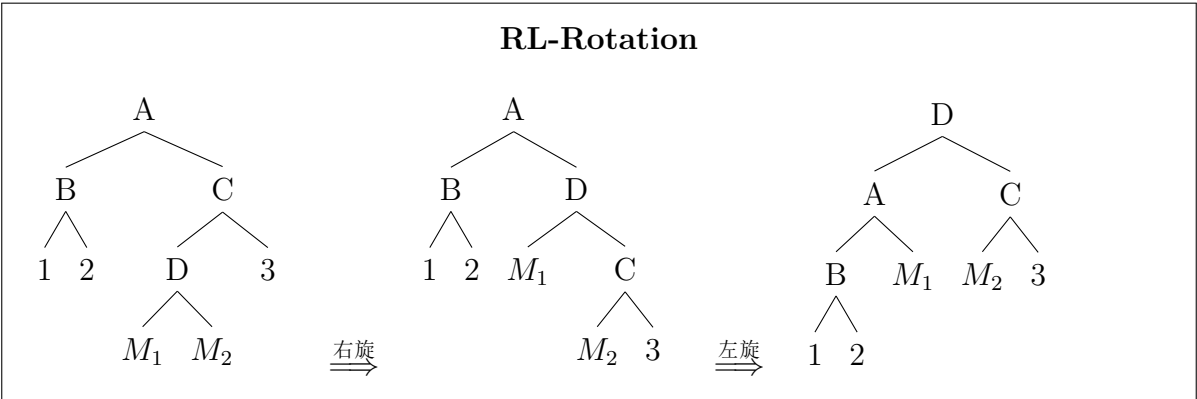 RL-Rotation
A A D
B C B D A C
1 2 D 3 1 2 M₁ C B M₁ M₂ 3
M₁ M₂ 右旋 ⟹ M₂ 3 左旋 ⟹ 1 2